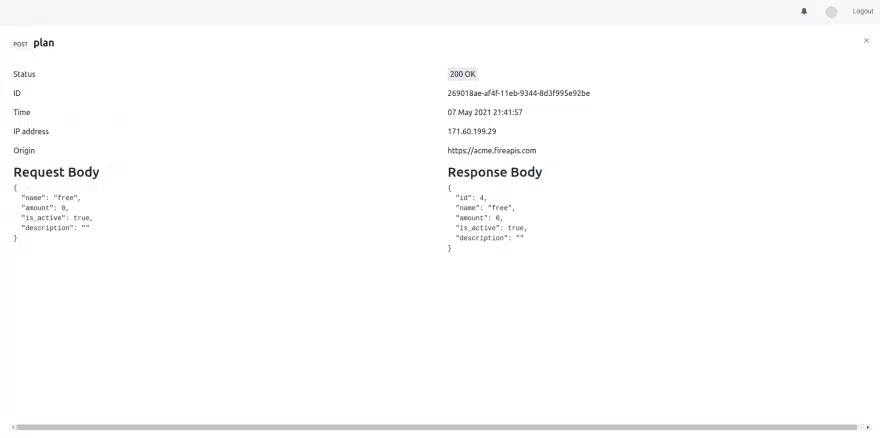 Logout
POST plan
×
Status 200 OK
ID 269018ae-af4f-11eb-9344-8d3f995e92be
Time 07 May 2021 21:41:57
IP address 171.60.199.29
Origin https://acme.fireapis.com
Request Body
{
  "name": "free",
  "amount": 0,
  "is_active": true,
  "description": ""
}
Response Body
{
  "id": 4,
  "name": "free",
  "amount": 0,
  "is_active": true,
  "description": ""
}